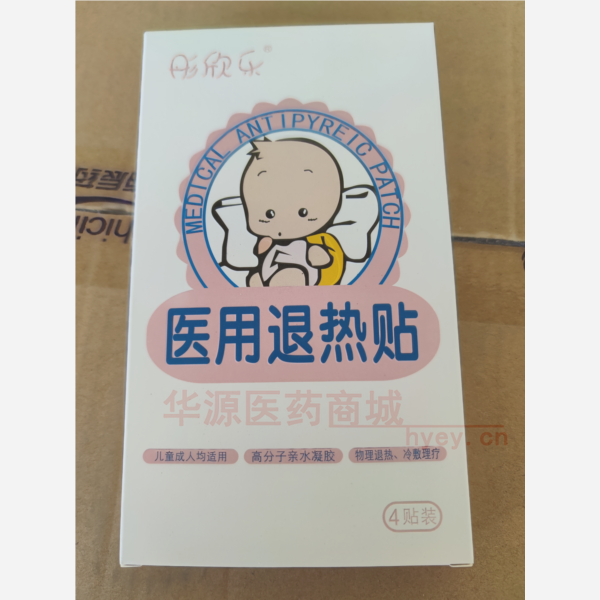 彤欣乐®
MEDICAL ANTIPYREIC PATCH
医用退热贴
华源医药商城
hyey.cn
儿童成人均适用
高分子亲水凝胶
物理退热、冷敷理疗
4贴装